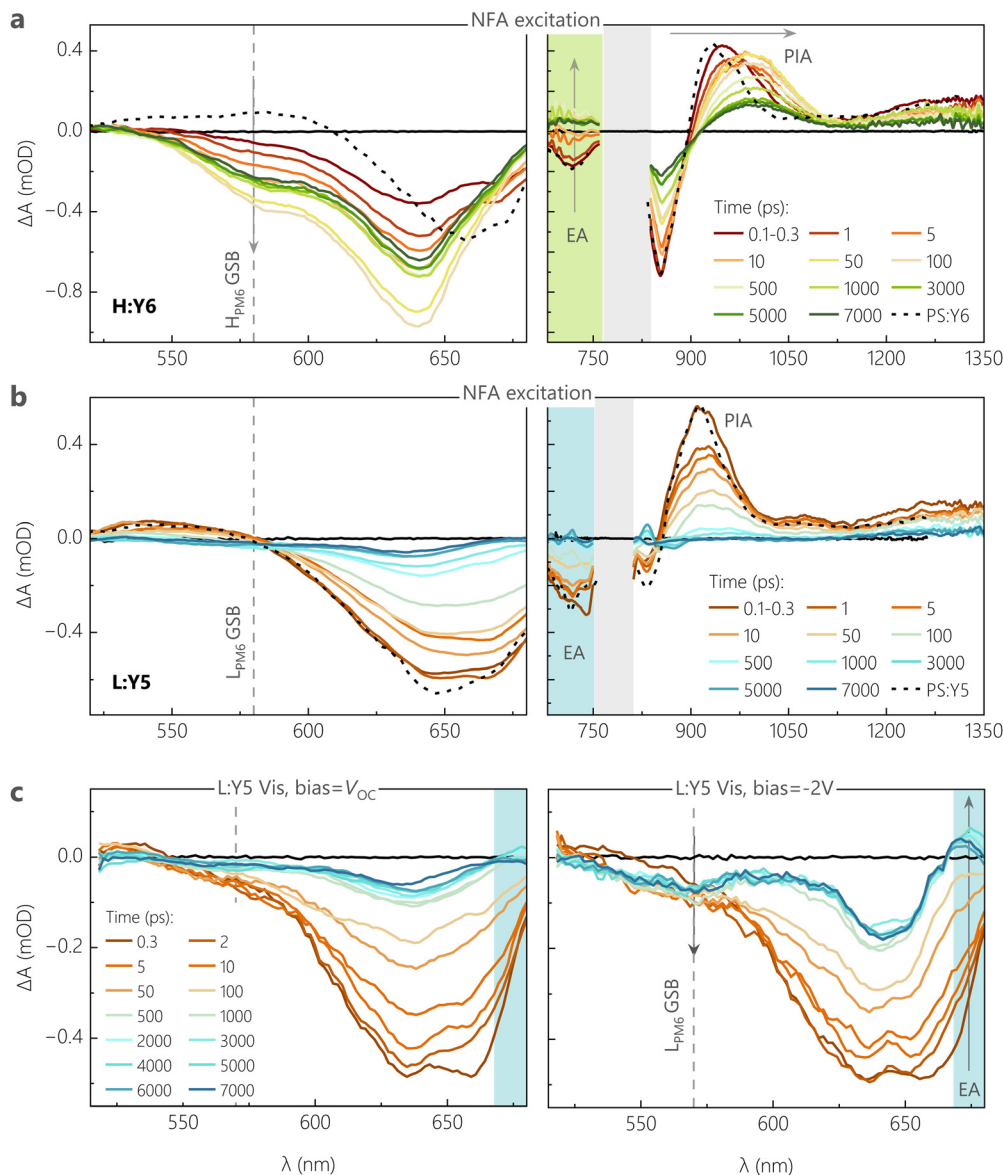 a
NFA excitation
0.4
0.0
−0.4
−0.8
ΔA (mOD)
H_PM6 GSB
H:Y6
550
600
650
EA
PIA
Time (ps):
0.1-0.3 1 5
10 50 100
500 1000 3000
5000 7000 PS:Y6
750 900 1050 1200 1350
b
NFA excitation
0.4
0.0
−0.4
ΔA (mOD)
L_PM6 GSB
L:Y5
550
600
650
EA
PIA
Time (ps):
0.1-0.3 1 5
10 50 100
500 1000 3000
5000 7000 PS:Y5
750 900 1050 1200 1350
c
L:Y5 Vis, bias=V_OC
0.0
−0.2
−0.4
ΔA (mOD)
Time (ps):
0.3 2
5 10
50 100
500 1000
2000 3000
4000 5000
6000 7000
550 600 650
λ (nm)
L:Y5 Vis, bias=-2V
L_PM6 GSB
EA
550 600 650
λ (nm)